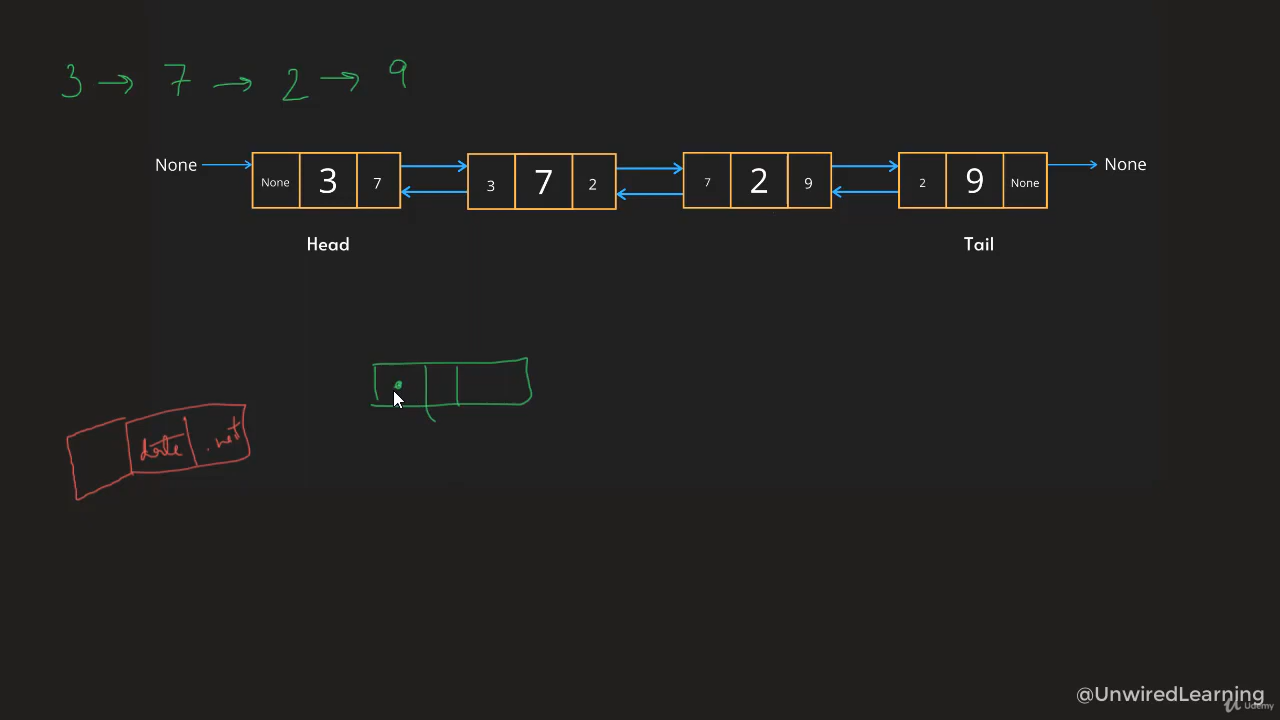 3 → 7 → 2 → 9
None None 3 7 3 7 2 7 2 9 2 9 None None
Head Tail
data .next
@UnwiredLearning
Udemy